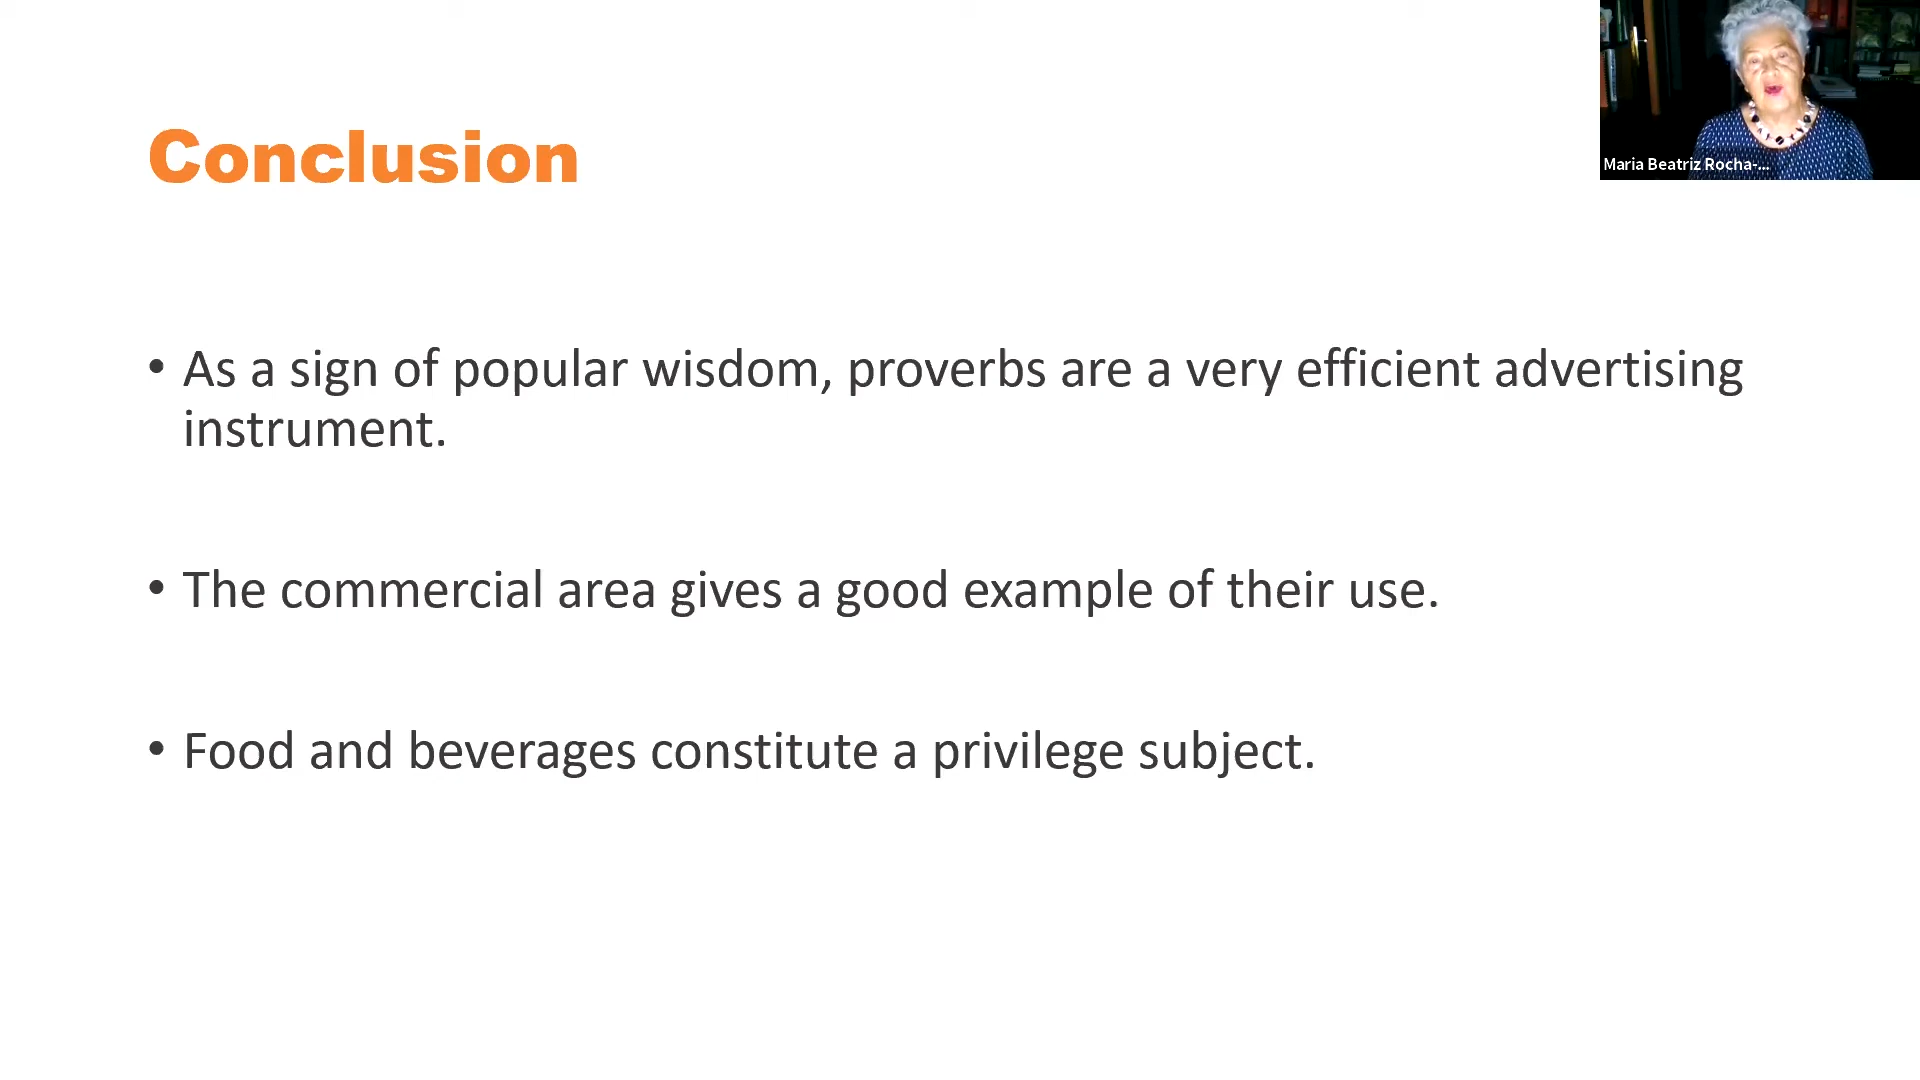 Conclusion
Maria Beatriz Rocha-...
• As a sign of popular wisdom, proverbs are a very efficient advertising
instrument.
• The commercial area gives a good example of their use.
• Food and beverages constitute a privilege subject.